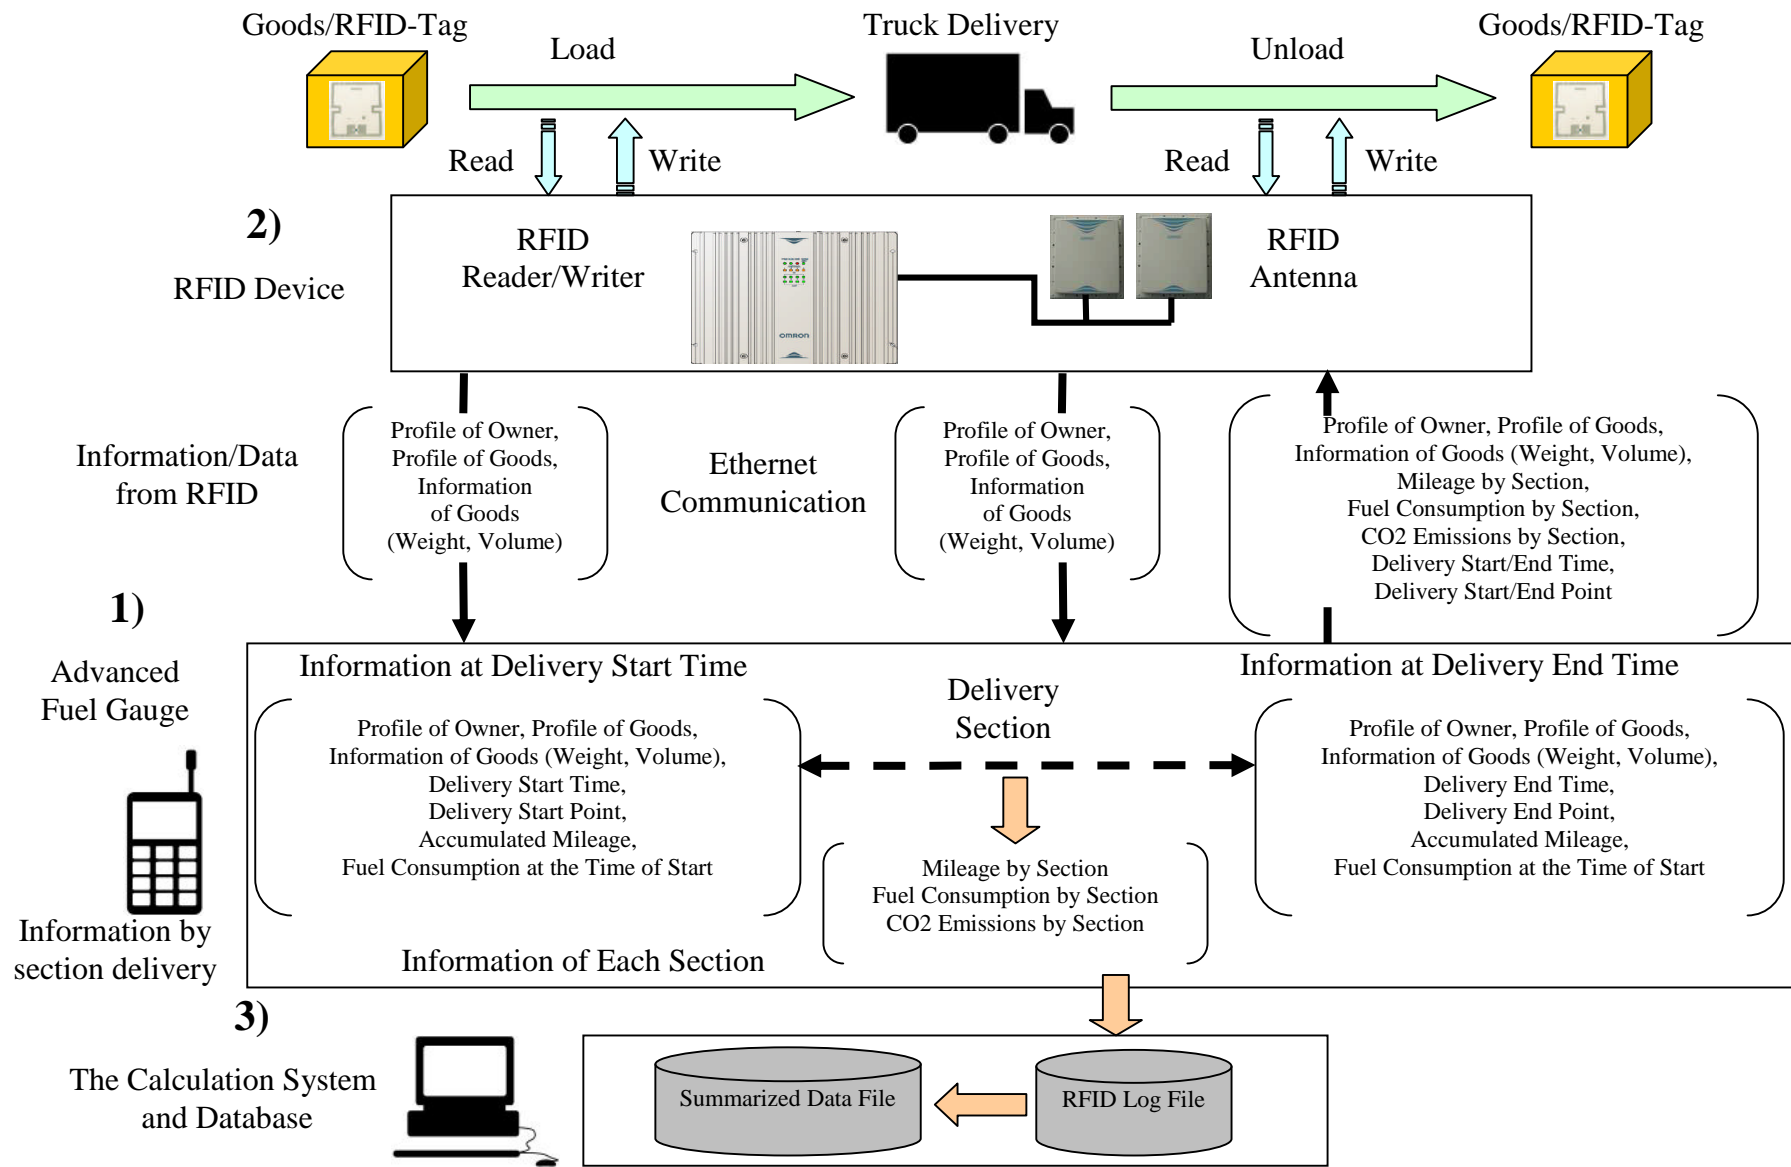 Goods/RFID-Tag
Load
Truck Delivery
Unload
Goods/RFID-Tag
Read
Write
Read
Write
2)
RFID Device
RFID
Reader/Writer
OMRON
RFID
Antenna
Information/Data
from RFID
Profile of Owner,
Profile of Goods,
Information
of Goods
(Weight, Volume)
Ethernet
Communication
Profile of Owner,
Profile of Goods,
Information
of Goods
(Weight, Volume)
Profile of Owner, Profile of Goods,
Information of Goods (Weight, Volume),
Mileage by Section,
Fuel Consumption by Section,
CO2 Emissions by Section,
Delivery Start/End Time,
Delivery Start/End Point
1)
Advanced
Fuel Gauge
Information by
section delivery
Information at Delivery Start Time
Profile of Owner, Profile of Goods,
Information of Goods (Weight, Volume),
Delivery Start Time,
Delivery Start Point,
Accumulated Mileage,
Fuel Consumption at the Time of Start
Delivery
Section
Mileage by Section
Fuel Consumption by Section
CO2 Emissions by Section
Information at Delivery End Time
Profile of Owner, Profile of Goods,
Information of Goods (Weight, Volume),
Delivery End Time,
Delivery End Point,
Accumulated Mileage,
Fuel Consumption at the Time of Start
Information of Each Section
3)
The Calculation System
and Database
Summarized Data File
RFID Log File